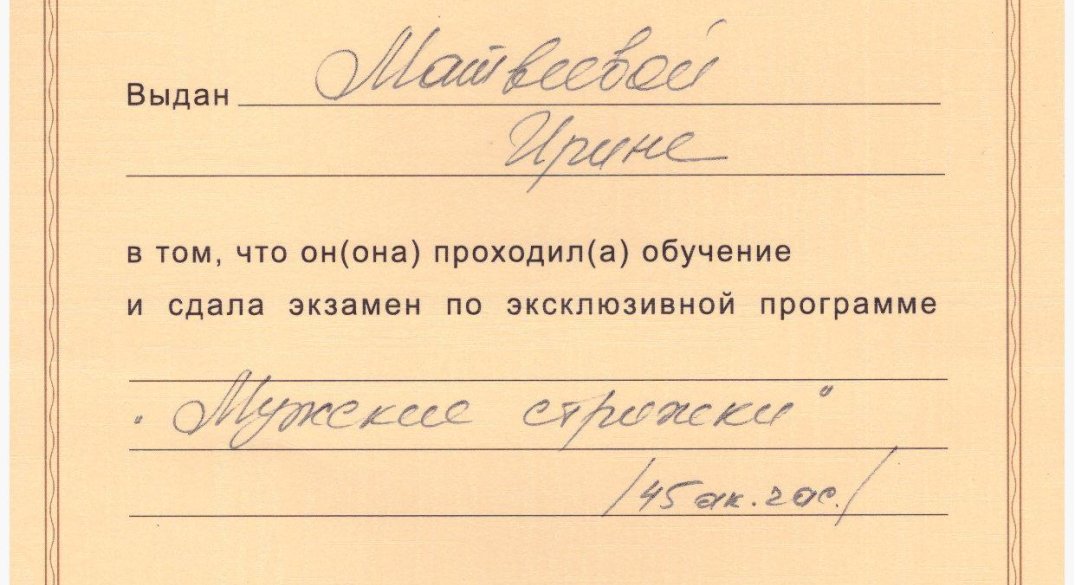 Выдан Матвеевой
Ирине
в том, что он(она) проходил(а) обучение
и сдала экзамен по эксклюзивной программе
"Мужские стрижки"
/45 ак. час./